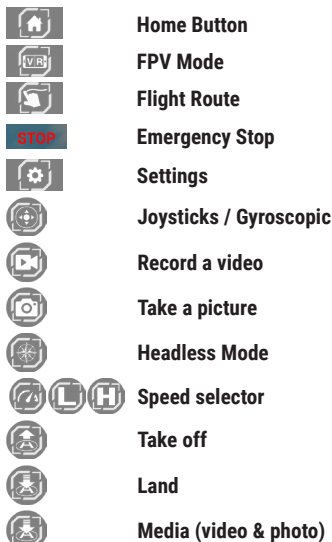 Home Button
VR FPV Mode
Flight Route
STOP Emergency Stop
Settings
Joysticks / Gyroscopic
Record a video
Take a picture
Headless Mode
L H Speed selector
Take off
Land
Media (video & photo)